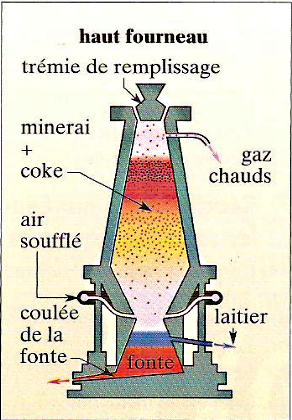 haut fourneau
trémie de remplissage
minerai
+
coke
gaz
chauds
air
soufflé
coulée
de la
fonte
laitier
fonte